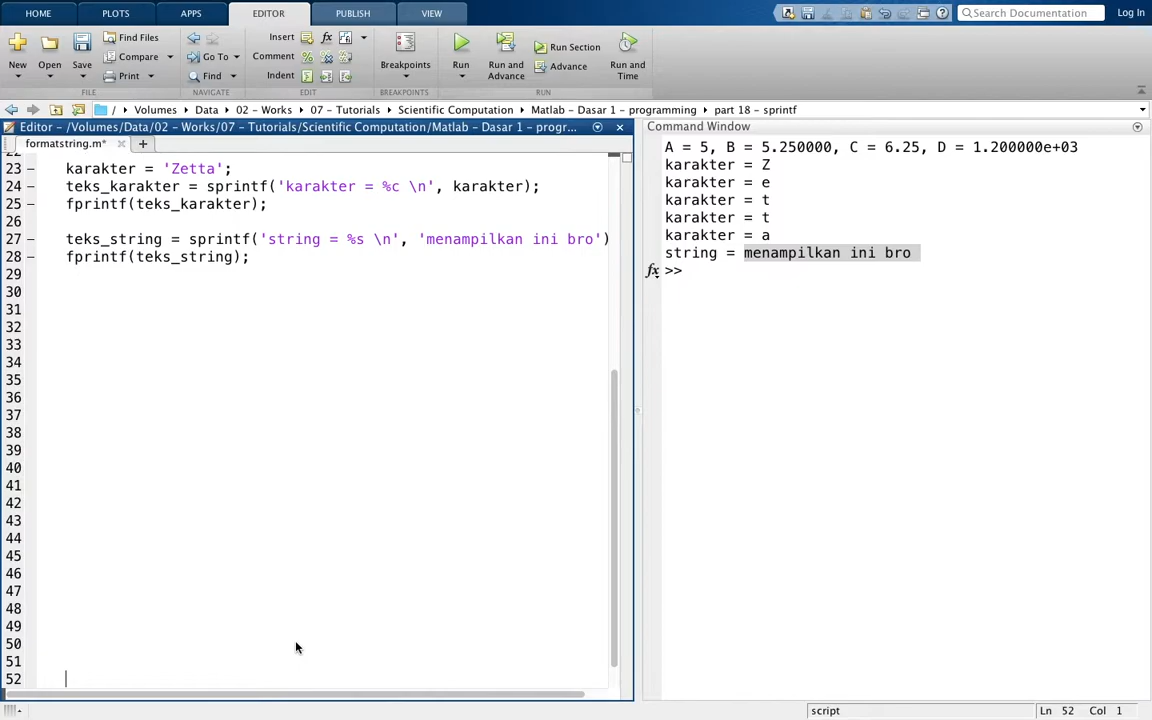 HOME PLOTS APPS EDITOR PUBLISH VIEW Search Documentation Log In
New Open Save Find Files Compare Print Go To Find Insert fx Comment % Indent Breakpoints Run Run and Advance Run Section Advance Run and Time
FILE NAVIGATE EDIT BREAKPOINTS RUN
/ Volumes Data 02 – Works 07 – Tutorials Scientific Computation Matlab – Dasar 1 – programming part 18 – sprintf
Editor – /Volumes/Data/02 – Works/07 – Tutorials/Scientific Computation/Matlab – Dasar 1 – progr...
formatstring.m*
23 – karakter = 'Zetta';
24 – teks_karakter = sprintf('karakter = %c \n', karakter);
25 – fprintf(teks_karakter);
26
27 – teks_string = sprintf('string = %s \n', 'menampilkan ini bro')
28 – fprintf(teks_string);
29
30
31
32
33
34
35
36
37
38
39
40
41
42
43
44
45
46
47
48
49
50
51
52
Command Window
A = 5, B = 5.250000, C = 6.25, D = 1.200000e+03
karakter = Z
karakter = e
karakter = t
karakter = t
karakter = a
string = menampilkan ini bro
fx >>
script Ln 52 Col 1